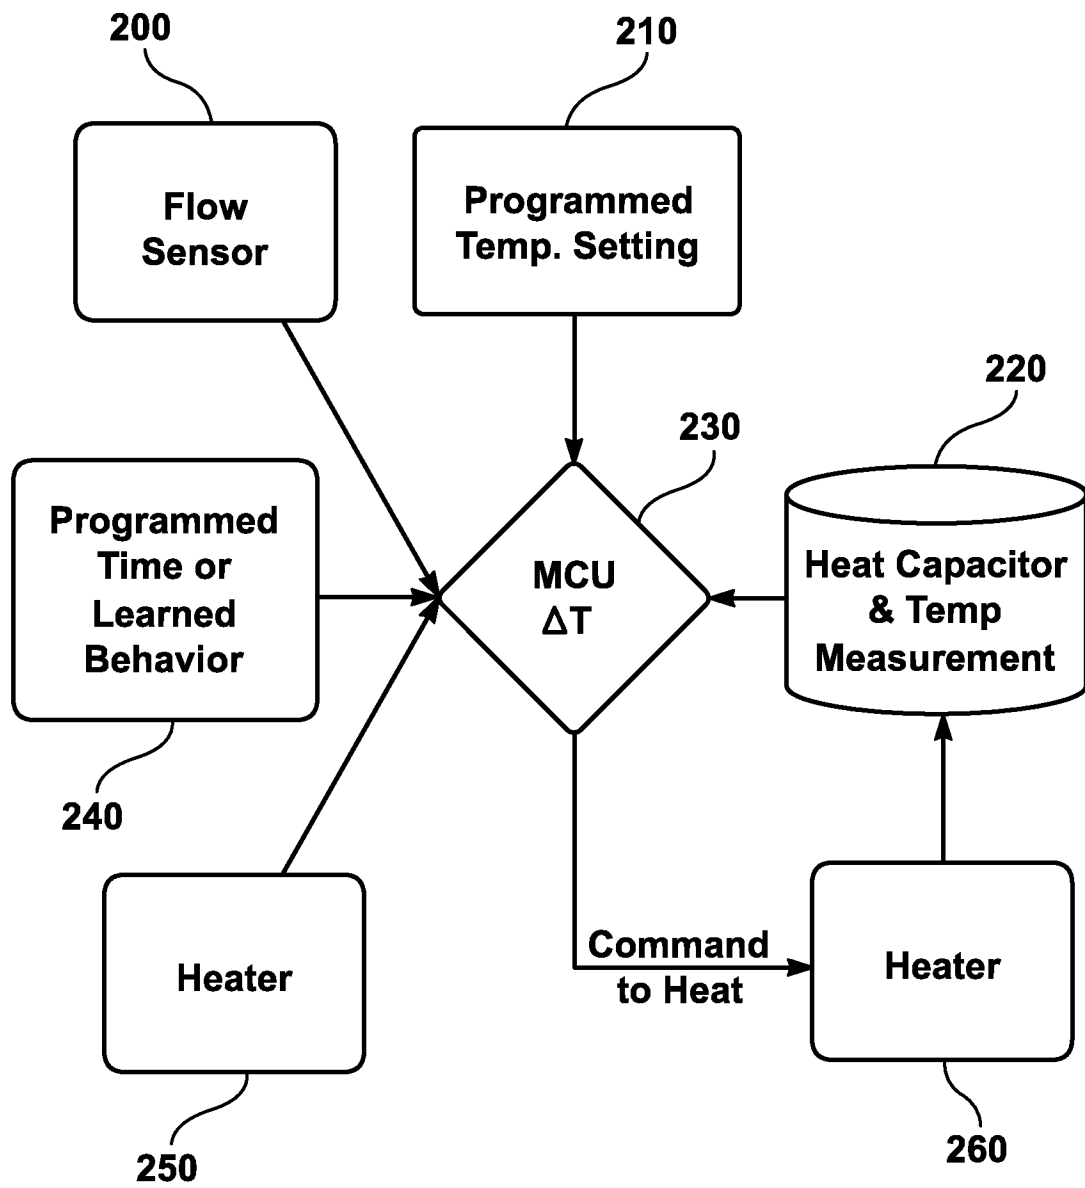 200
210
Flow
Sensor
Programmed
Temp. Setting
220
230
Programmed
Time or
Learned
Behavior
MCU
ΔT
Heat Capacitor
& Temp
Measurement
240
Heater
Command
to Heat
Heater
250
260